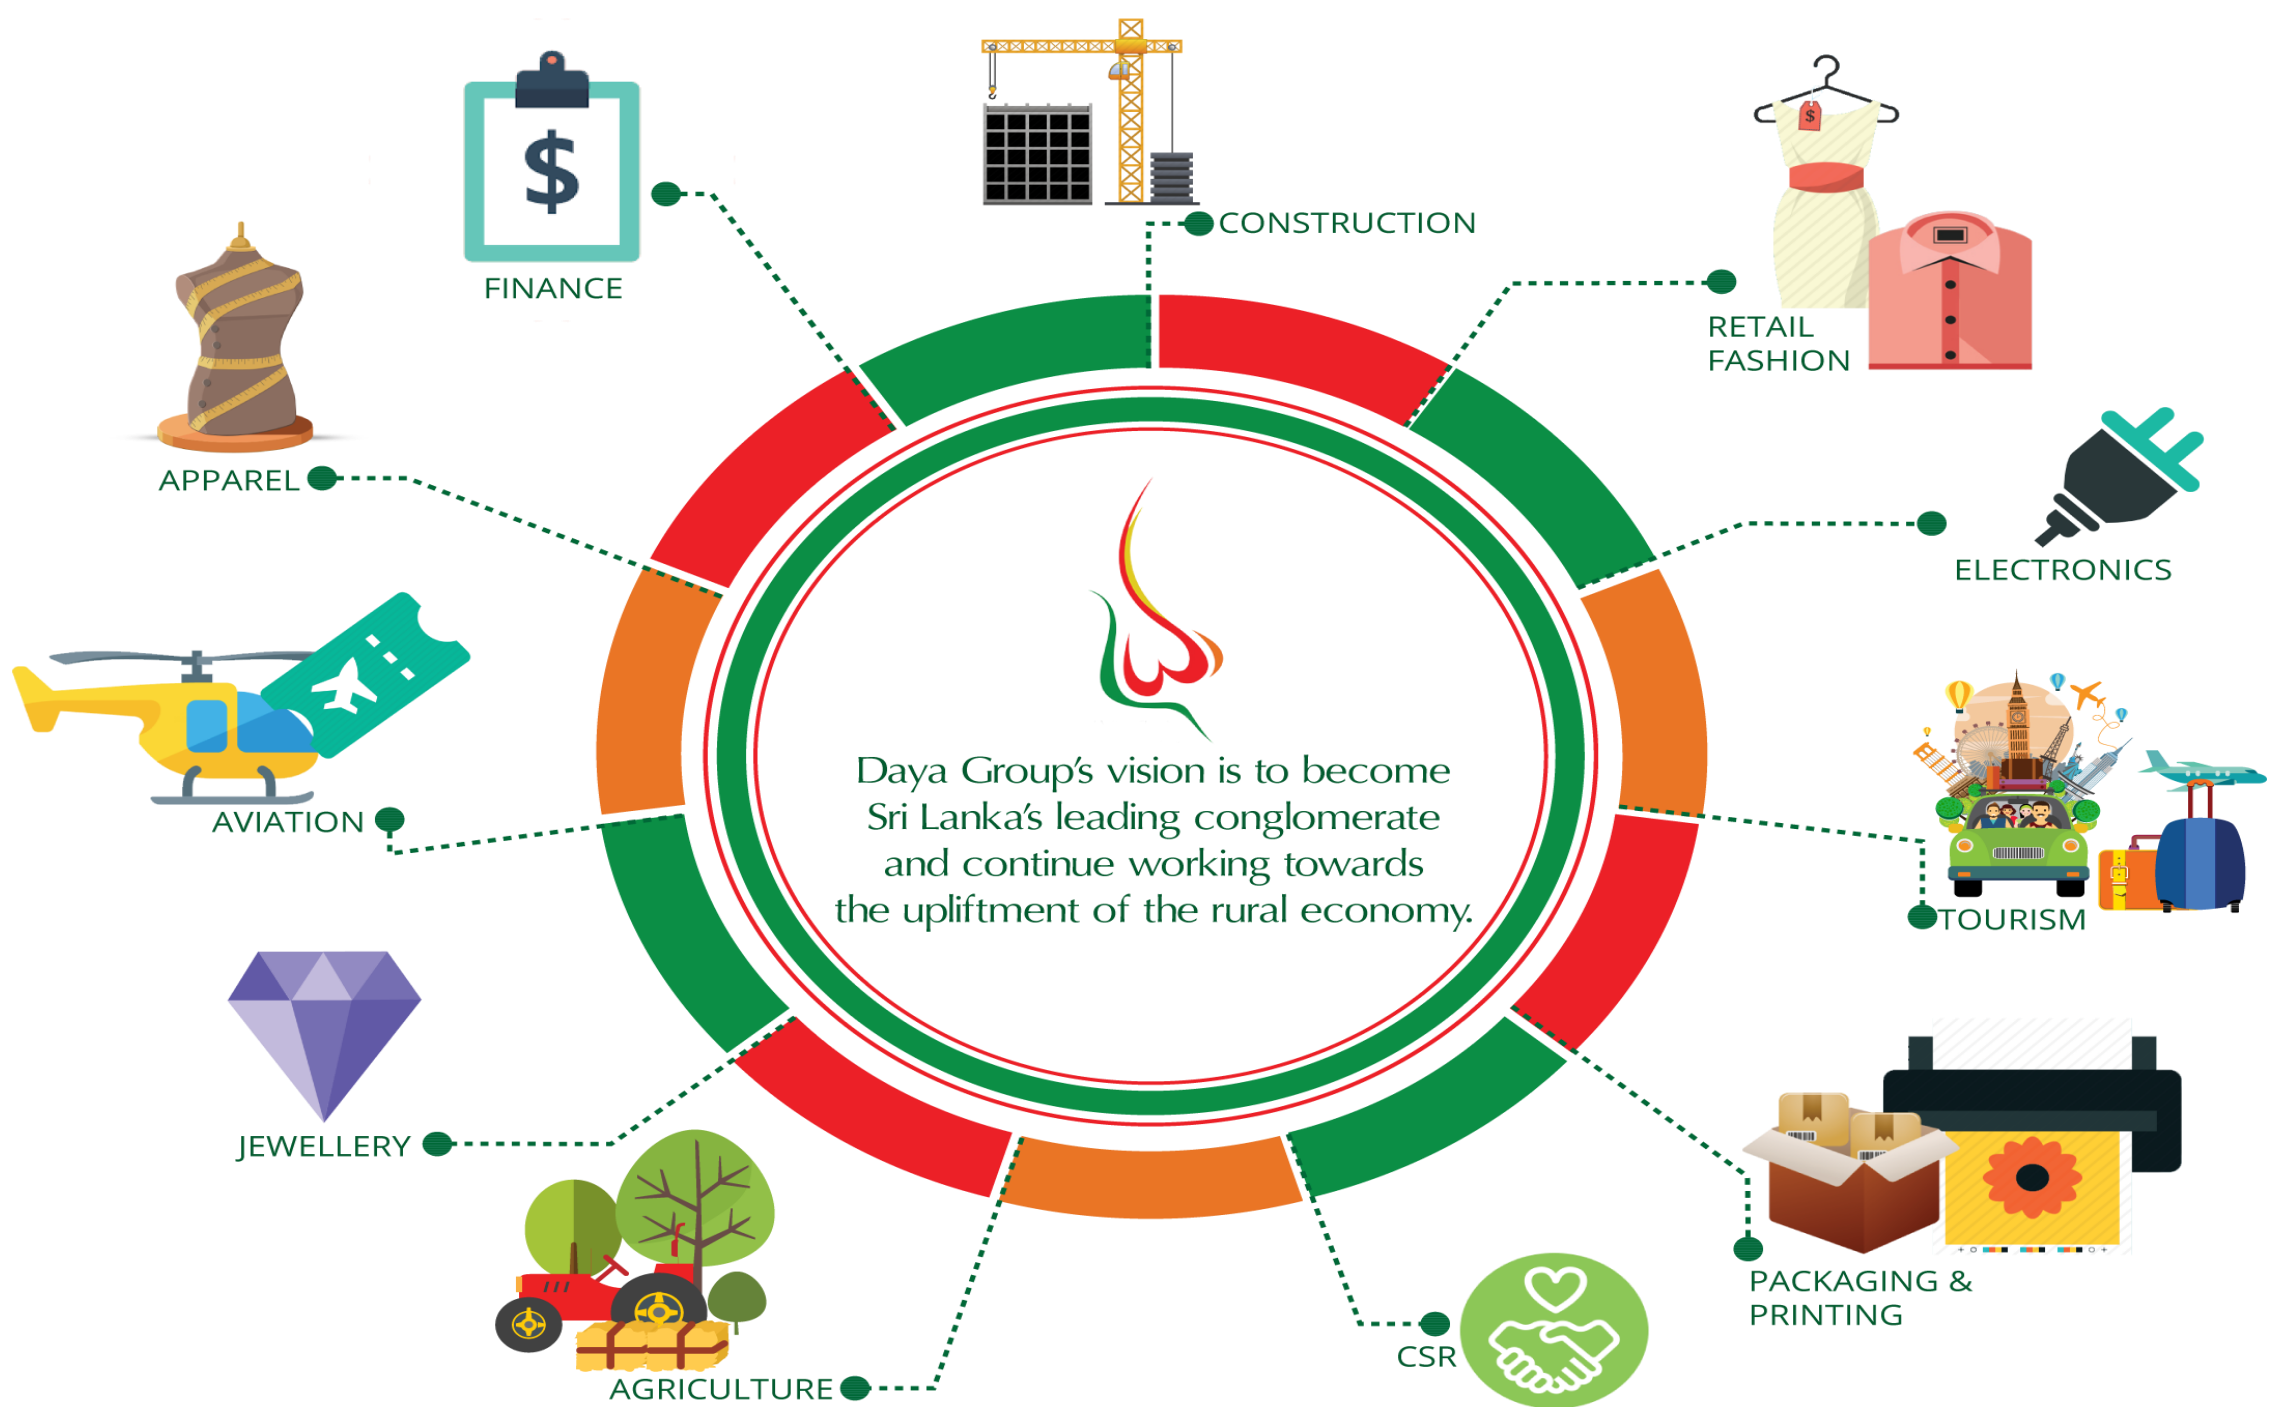 $
FINANCE
CONSTRUCTION
$
RETAIL
FASHION
APPAREL
ELECTRONICS
AVIATION
Daya Group's vision is to become
Sri Lanka's leading conglomerate
and continue working towards
the upliftment of the rural economy.
TOURISM
JEWELLERY
PACKAGING &
PRINTING
CSR
AGRICULTURE